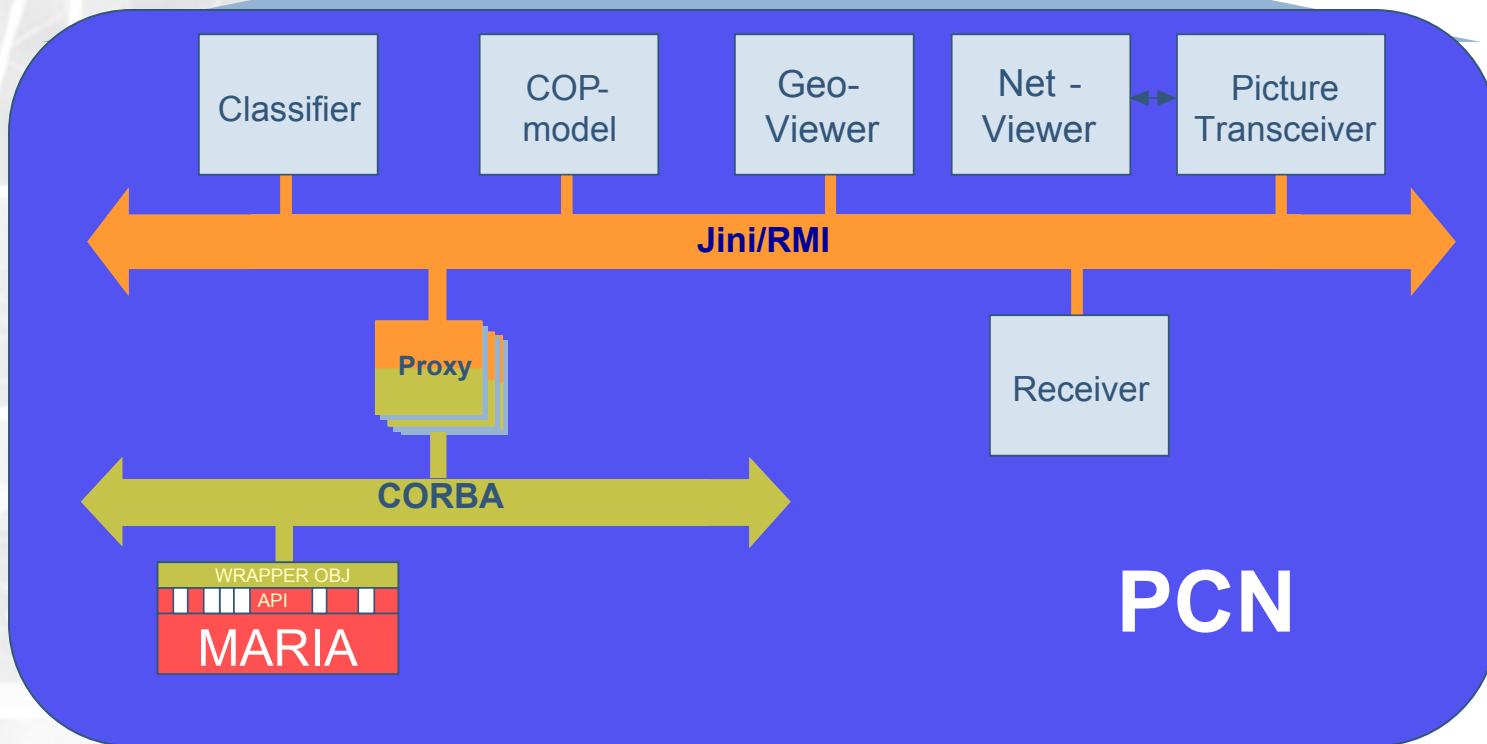 Classifier
COP-
model
Geo-
Viewer
Net -
Viewer
Picture
Transceiver
Jini/RMI
Proxy
Receiver
CORBA
WRAPPER OBJ
API
MARIA
PCN